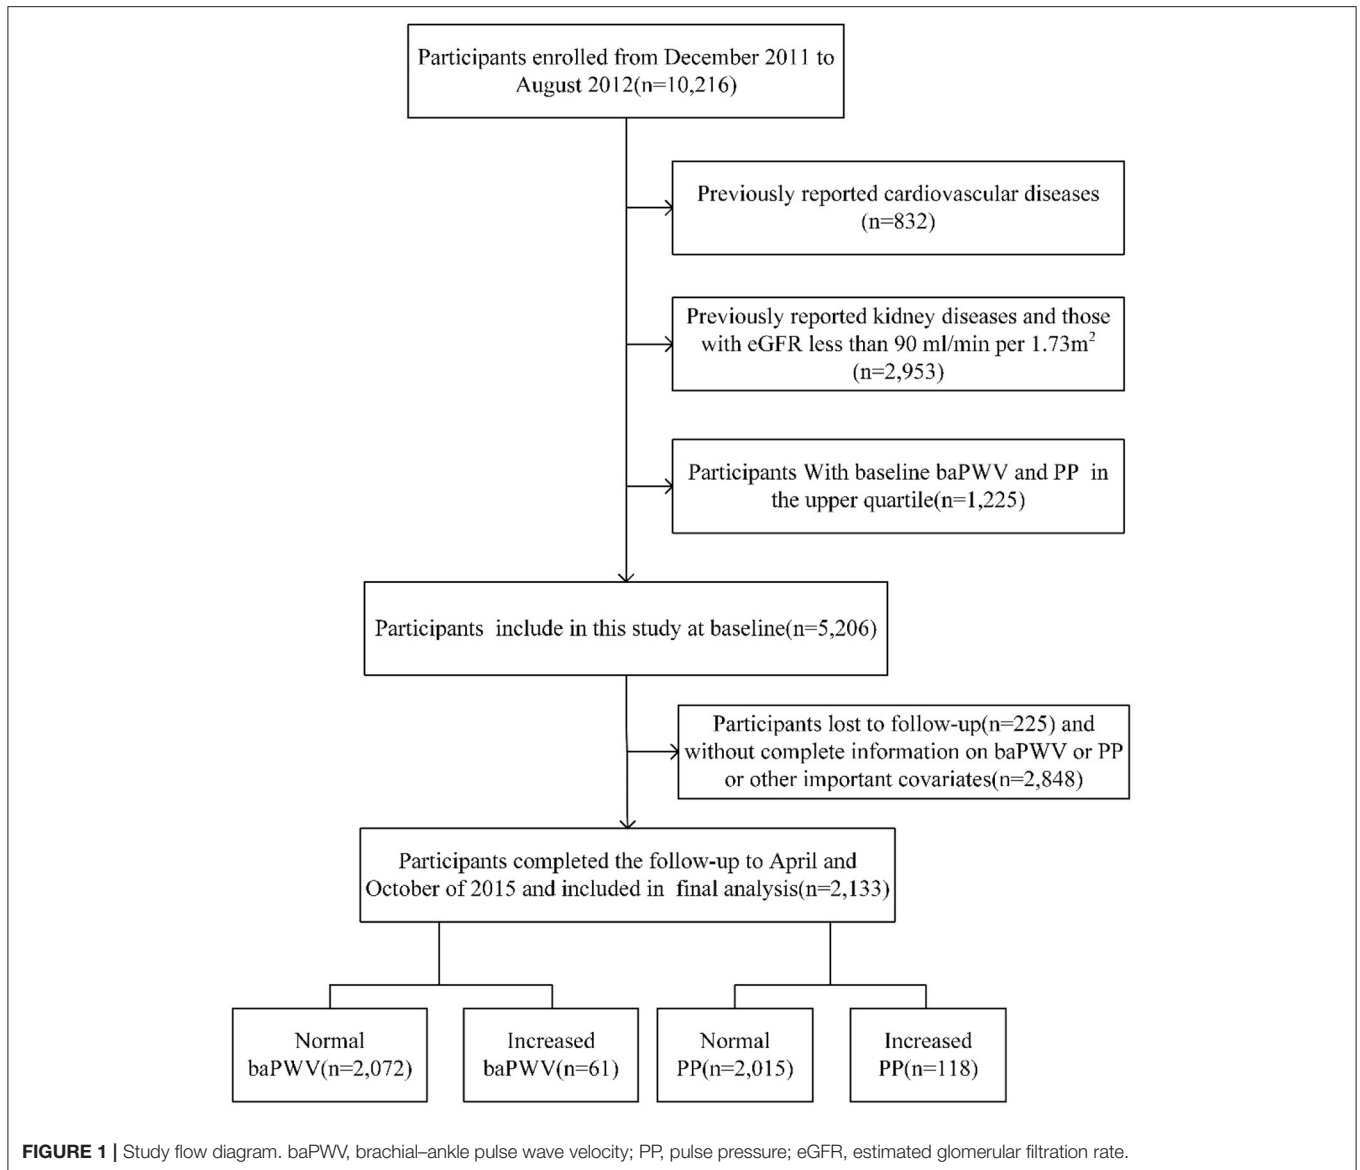 Participants enrolled from December 2011 to
August 2012(n=10,216)
Previously reported cardiovascular diseases
(n=832)
Previously reported kidney diseases and those
with eGFR less than 90 ml/min per 1.73m²
(n=2,953)
Participants With baseline baPWV and PP in
the upper quartile(n=1,225)
Participants include in this study at baseline(n=5,206)
Participants lost to follow-up(n=225) and
without complete information on baPWV or PP
or other important covariates(n=2,848)
Participants completed the follow-up to April and
October of 2015 and included in final analysis(n=2,133)
Normal
baPWV(n=2,072)
Increased
baPWV(n=61)
Normal
PP(n=2,015)
Increased
PP(n=118)
FIGURE 1 | Study flow diagram. baPWV, brachial–ankle pulse wave velocity; PP, pulse pressure; eGFR, estimated glomerular filtration rate.